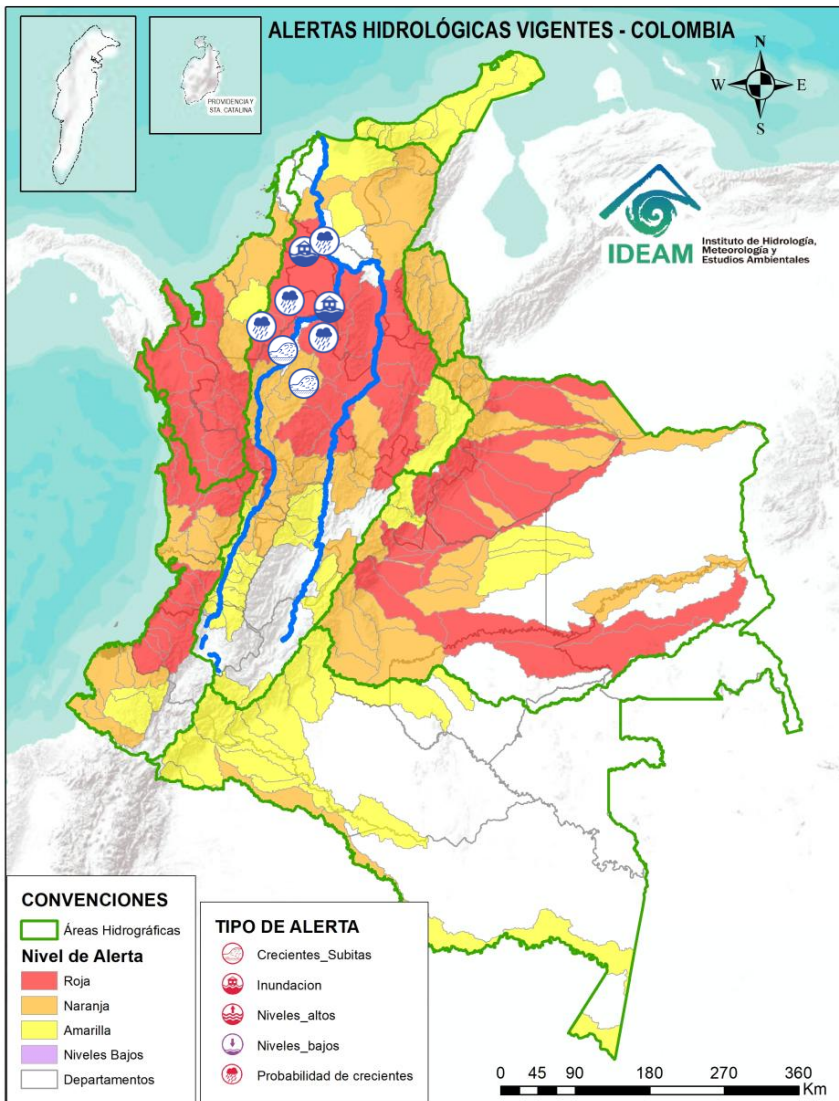 ALERTAS HIDROLÓGICAS VIGENTES - COLOMBIA
PROVIDENCIA Y
STA. CATALINA
N
W
E
S
IDEAM
Instituto de Hidrología,
Meteorología y
Estudios Ambientales
CONVENCIONES
Áreas Hidrográficas
Nivel de Alerta
Roja
Naranja
Amarilla
Niveles Bajos
Departamentos
TIPO DE ALERTA
Crecientes_Subitas
Inundacion
Niveles_altos
Niveles_bajos
Probabilidad de crecientes
0 45 90 180 270 360
Km